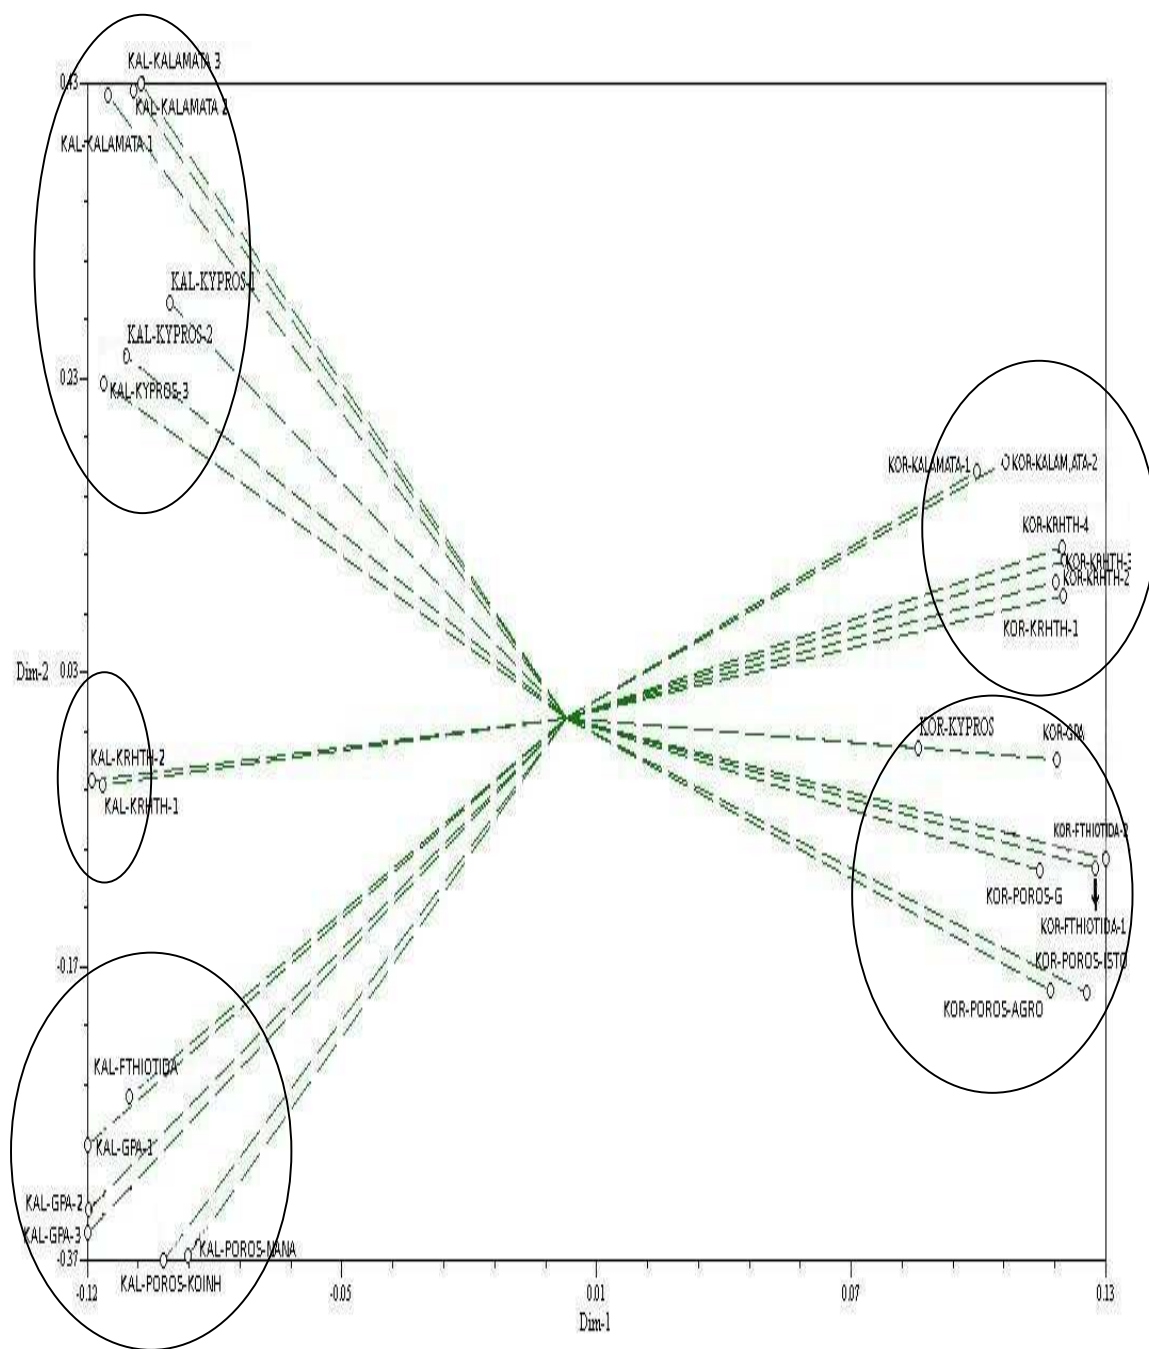 KAL-KALAMATA 3
0.43
KAL-KALAMATA 2
KAL-KALAMATA 1
KAL-KYPROS-1
KAL-KYPROS-2
0.23
KAL-KYPROS-3
KOR-KALAMATA-1
KOR-KALAM,ATA-2
KOR-KRHTH-4
KOR-KRHTH-3
KOR-KRHTH-2
KOR-KRHTH-1
Dim-2
0.03
KOR-KYPROS
KOR-GPA
KAL-KRHTH-2
KAL-KRHTH-1
KOR-FTHIOTIDA-2
KOR-POROS-G
KOR-FTHIOTIDA-1
-0.17
KOR-POROS-ISTO
KOR-POROS-AGRO
KAL-FTHIOTIDA
KAL-GPA-1
KAL-GPA-2
KAL-GPA-3
KAL-POROS-NANA
-0.37
KAL-POROS-KOINH
-0.12
-0.05
0.01
0.07
0.13
Dim-1